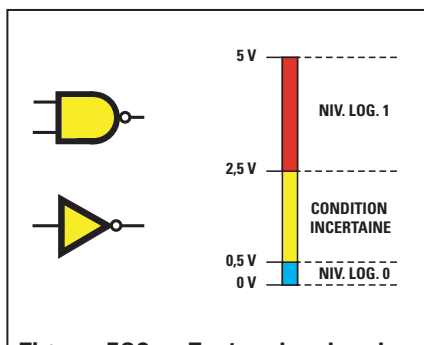 5 V
NIV. LOG. 1
2,5 V
CONDITION
INCERTAINE
0,5 V
NIV. LOG. 0
0 V